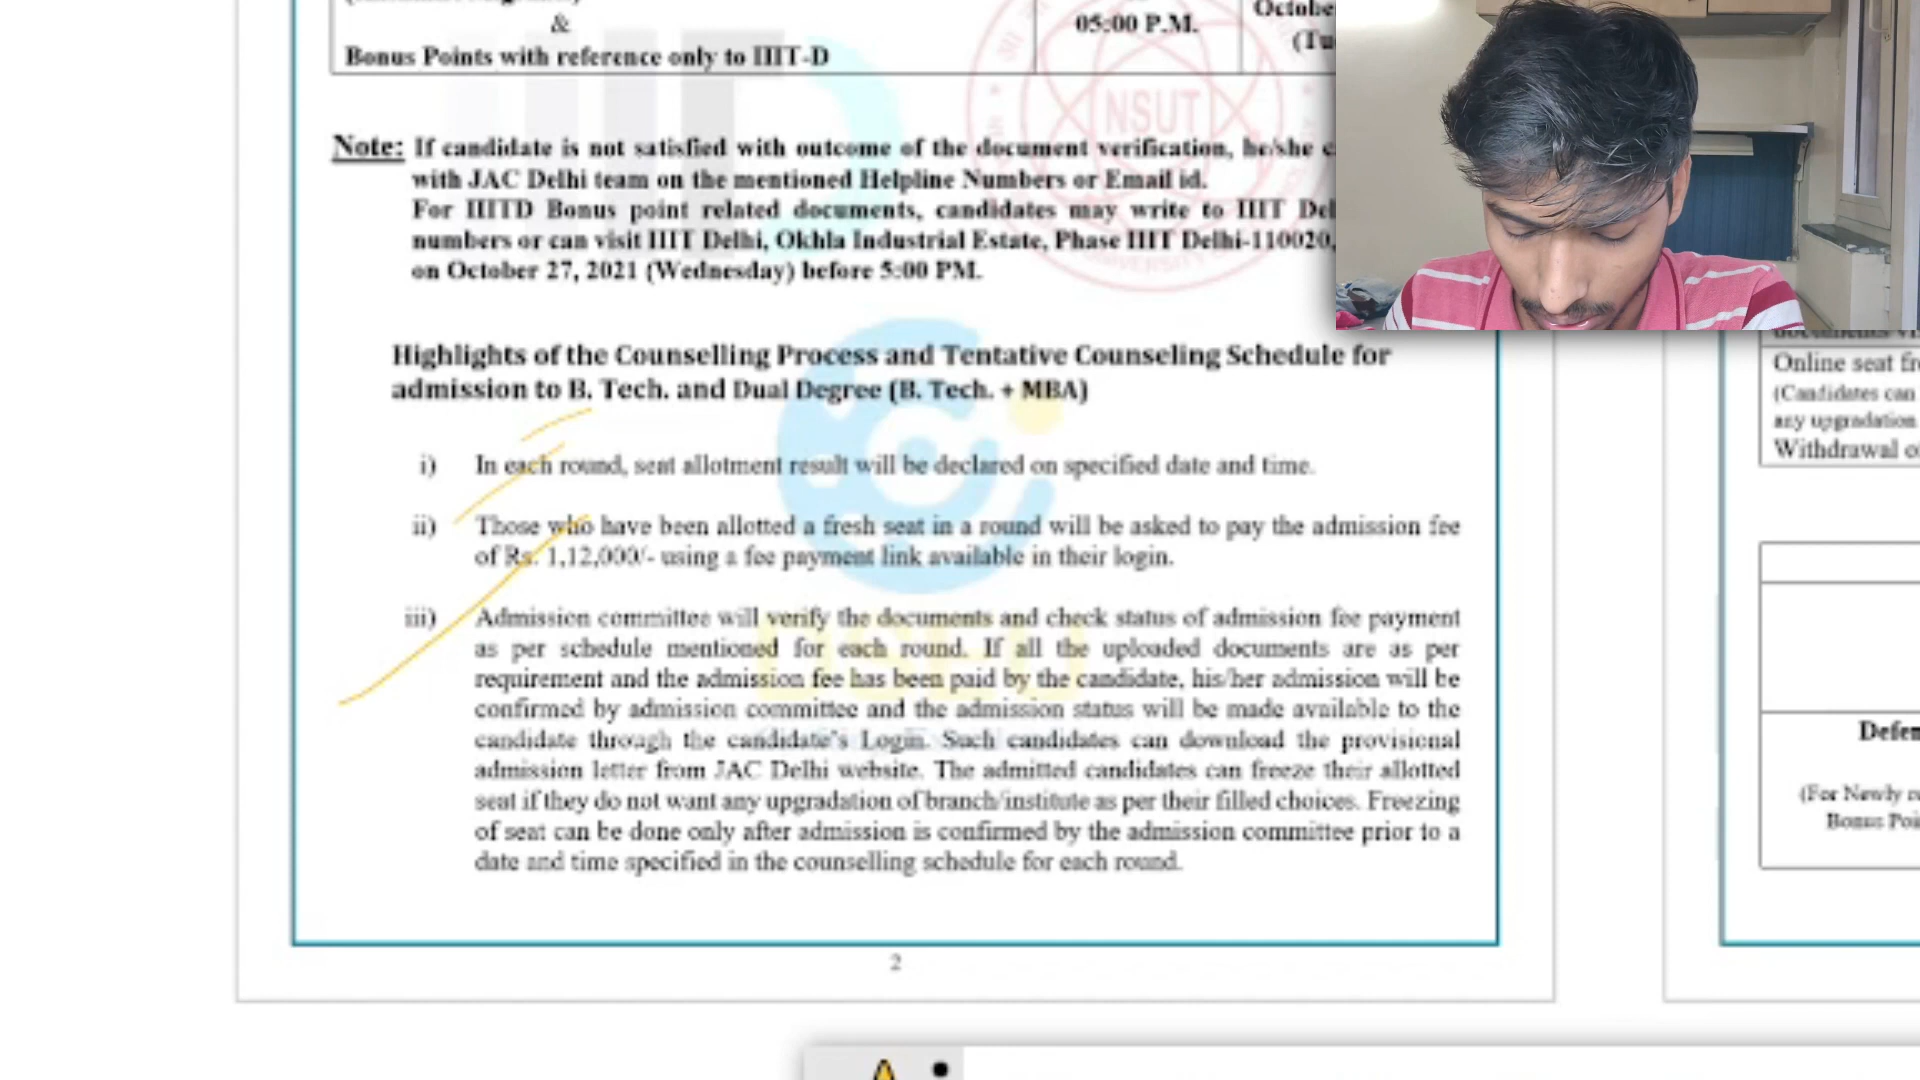 &
Bonus Points with reference only to IIIT-D
05:00 P.M.
Octobe
(Tu
NSUT
Note: If candidate is not satisfied with outcome of the document verification, he/she c
with JAC Delhi team on the mentioned Helpline Numbers or Email id.
For IIITD Bonus point related documents, candidates may write to IIIT Del
numbers or can visit IIIT Delhi, Okhla Industrial Estate, Phase IIIT Delhi-110020,
on October 27, 2021 (Wednesday) before 5:00 PM.
Highlights of the Counselling Process and Tentative Counseling Schedule for
admission to B. Tech. and Dual Degree (B. Tech. + MBA)
i) In each round, seat allotment result will be declared on specified date and time.
ii) Those who have been allotted a fresh seat in a round will be asked to pay the admission fee
of Rs. 1,12,000/- using a fee payment link available in their login.
iii) Admission committee will verify the documents and check status of admission fee payment
as per schedule mentioned for each round. If all the uploaded documents are as per
requirement and the admission fee has been paid by the candidate, his/her admission will be
confirmed by admission committee and the admission status will be made available to the
candidate through the candidate's Login. Such candidates can download the provisional
admission letter from JAC Delhi website. The admitted candidates can freeze their allotted
seat if they do not want any upgradation of branch/institute as per their filled choices. Freezing
of seat can be done only after admission is confirmed by the admission committee prior to a
date and time specified in the counselling schedule for each round.
2
Online seat fr
(Candidates can
any upgradation
Withdrawal o
Defen
(For Newly
Bonus Poi